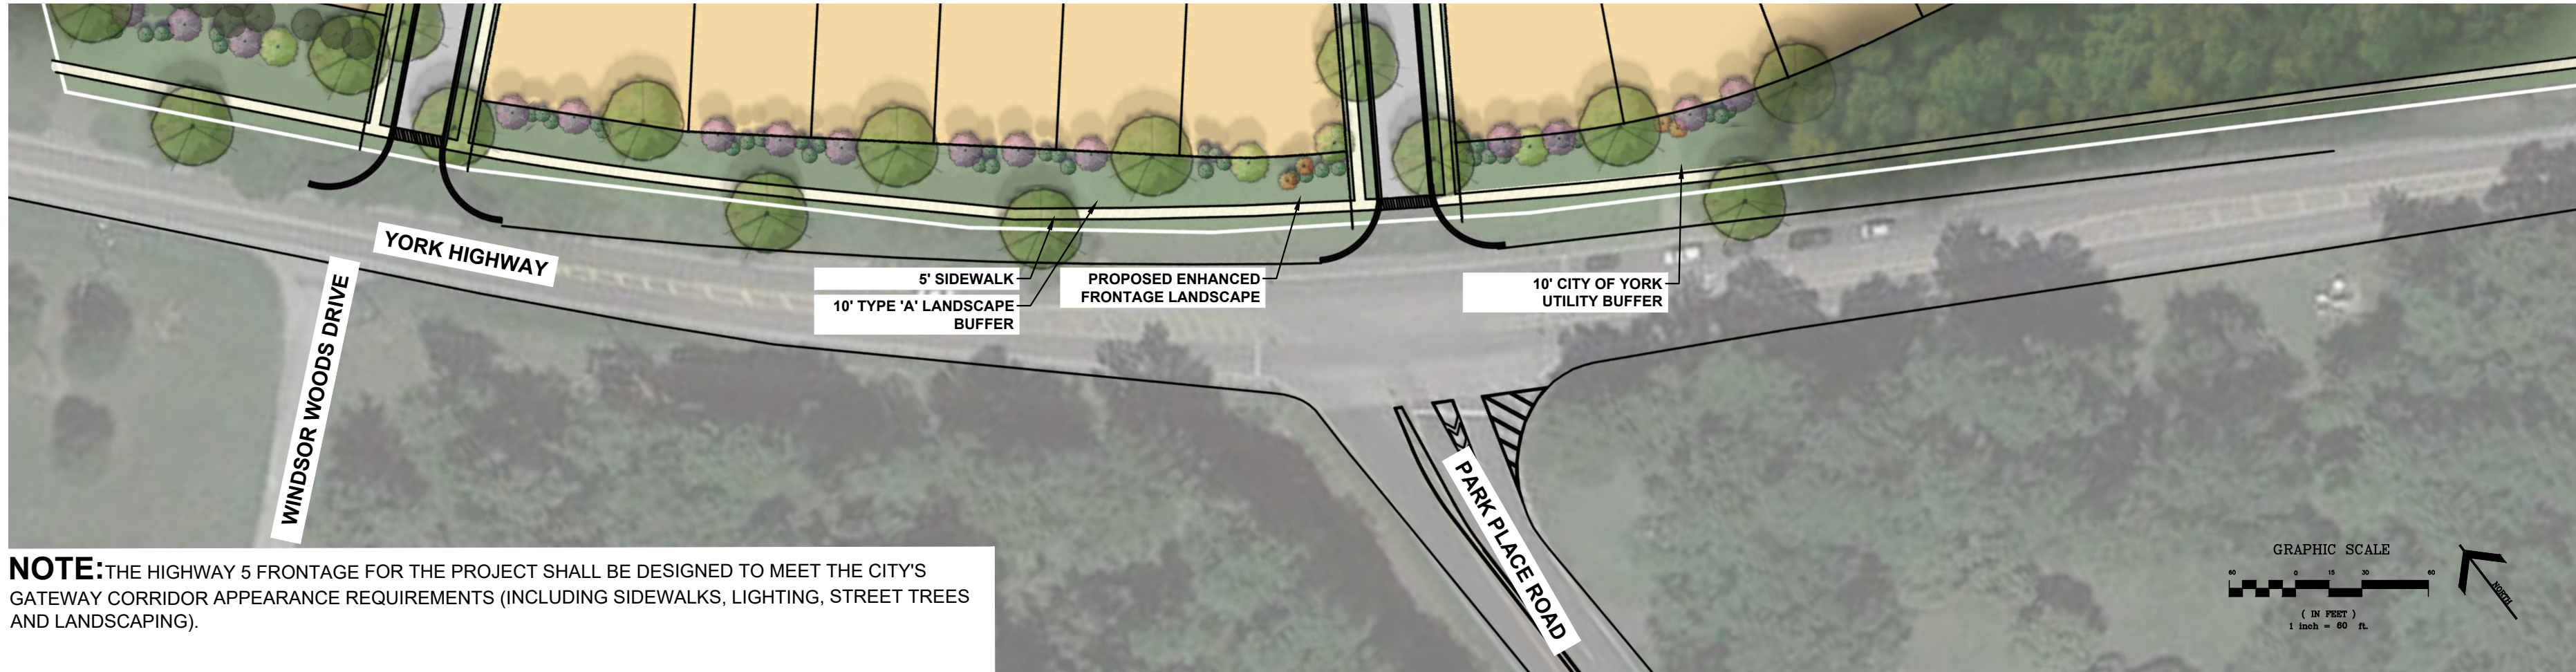 YORK HIGHWAY
WINDSOR WOODS DRIVE
5' SIDEWALK
10' TYPE 'A' LANDSCAPE
BUFFER
PROPOSED ENHANCED
FRONTAGE LANDSCAPE
10' CITY OF YORK
UTILITY BUFFER
PARK PLACE ROAD
NOTE:THE HIGHWAY 5 FRONTAGE FOR THE PROJECT SHALL BE DESIGNED TO MEET THE CITY'S
GATEWAY CORRIDOR APPEARANCE REQUIREMENTS (INCLUDING SIDEWALKS, LIGHTING, STREET TREES
AND LANDSCAPING).
GRAPHIC SCALE
60 0 15 30 60
( IN FEET )
1 inch = 60 ft.
NORTH